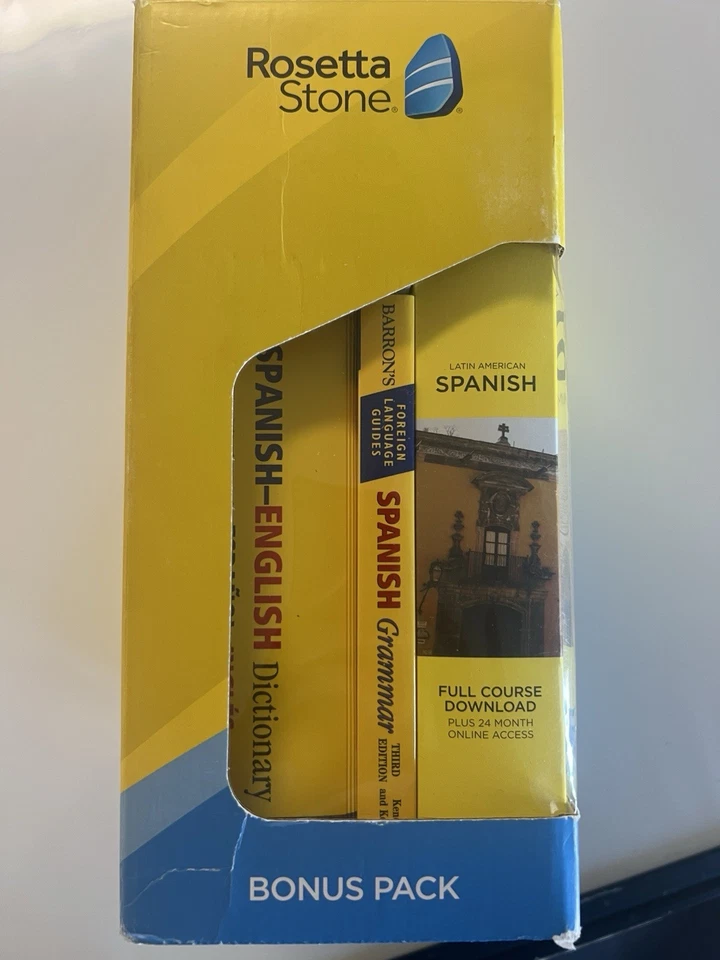 Rosetta
Stone®
SPANISH–ENGLISH Dictionary
BARRON'S
FOREIGN
LANGUAGE
GUIDES
SPANISH Grammar
THIRD
EDITION
and
LATIN AMERICAN
SPANISH
FULL COURSE
DOWNLOAD
PLUS 24 MONTH
ONLINE ACCESS
BONUS PACK